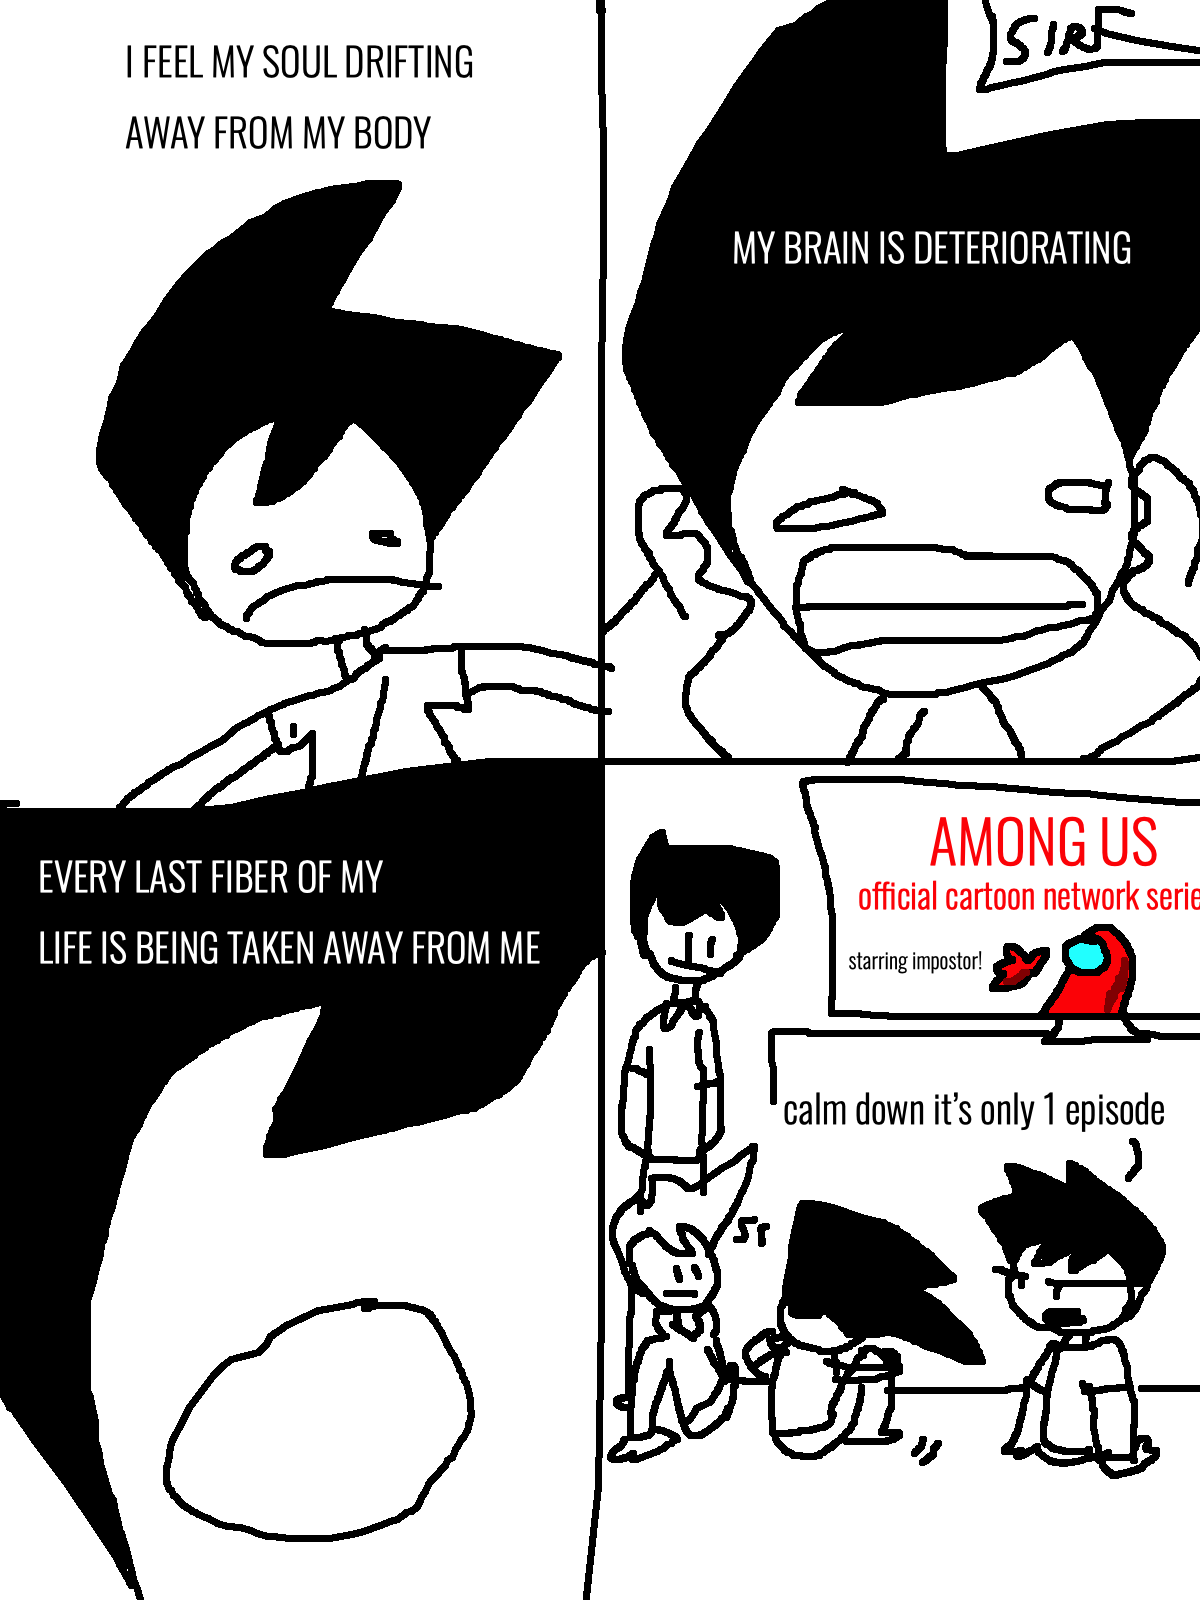 I FEEL MY SOUL DRIFTING
AWAY FROM MY BODY
MY BRAIN IS DETERIORATING
EVERY LAST FIBER OF MY
LIFE IS BEING TAKEN AWAY FROM ME
AMONG US
official cartoon network serie
starring impostor!
calm down it's only 1 episode